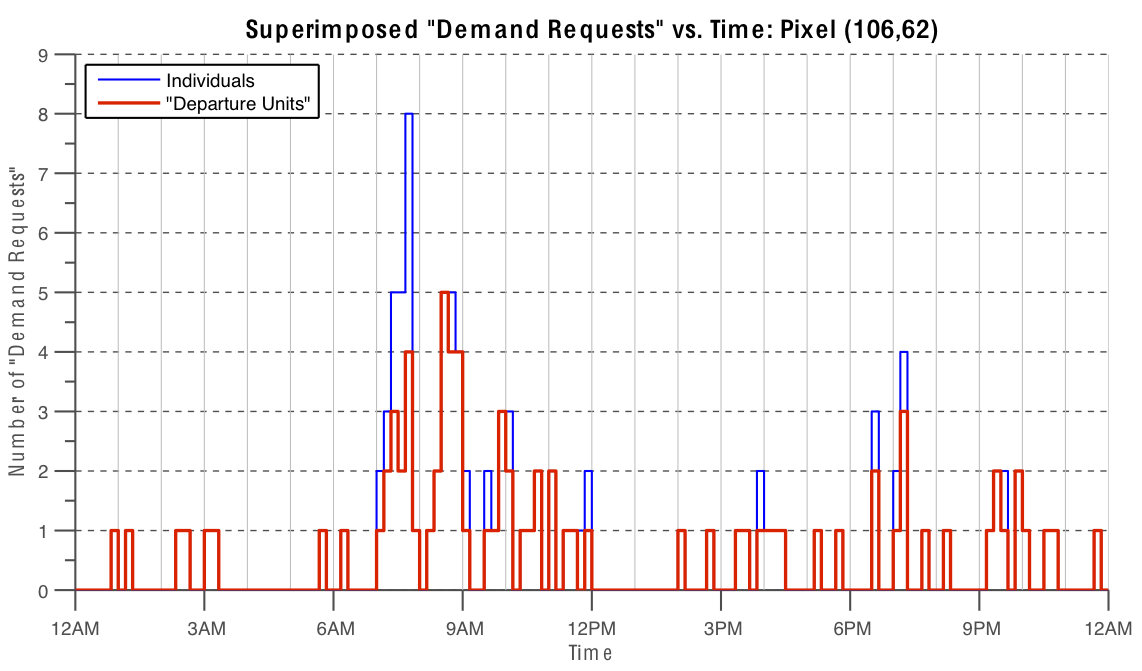 Superimposed "Demand Requests" vs. Time: Pixel (106,62)
Individuals
"Departure Units"
Number of "Demand Requests"
9
8
7
6
5
4
3
2
1
0
12AM 3AM 6AM 9AM 12PM 3PM 6PM 9PM 12AM
Time